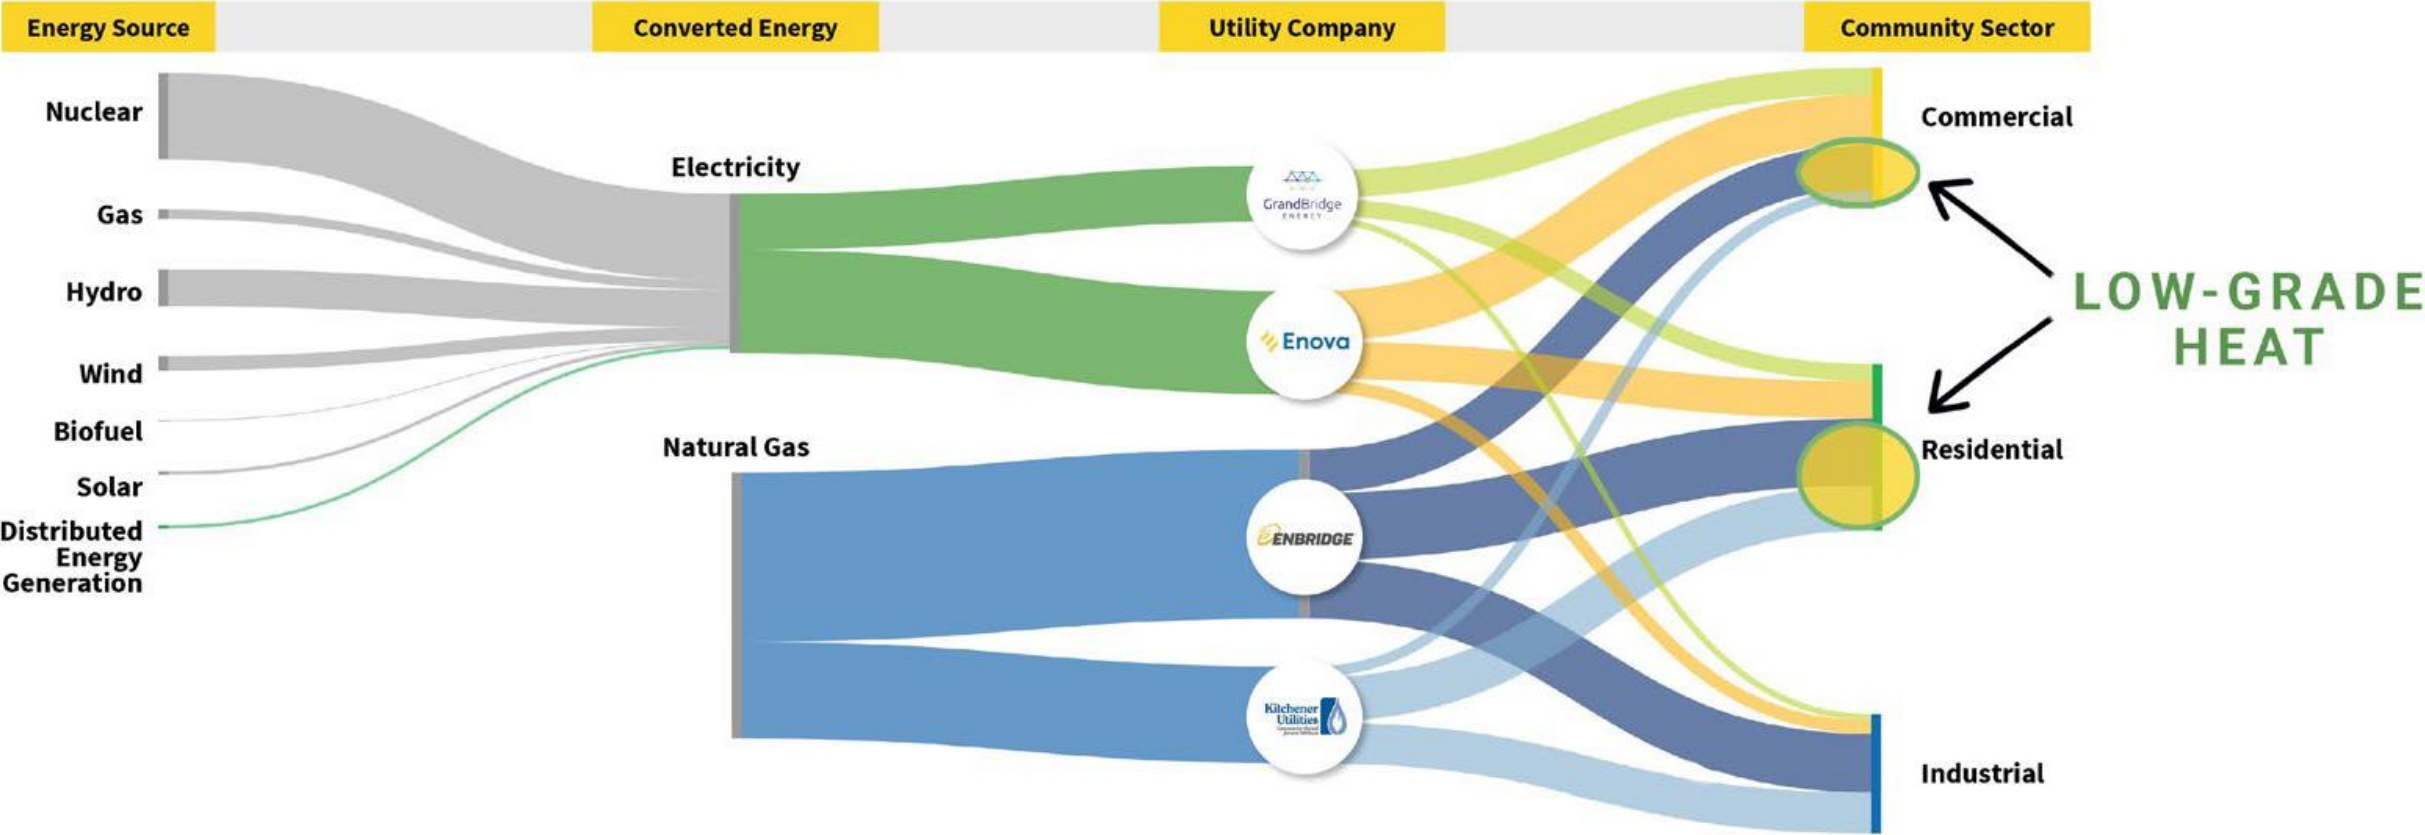 Energy Source
Converted Energy
Utility Company
Community Sector
Nuclear
Gas
Hydro
Wind
Biofuel
Solar
Distributed
Energy
Generation
Electricity
Natural Gas
GrandBridge
ENERGY
Enova
ENBRIDGE
Kitchener
Utilities
Commercial
Residential
Industrial
LOW-GRADE
HEAT